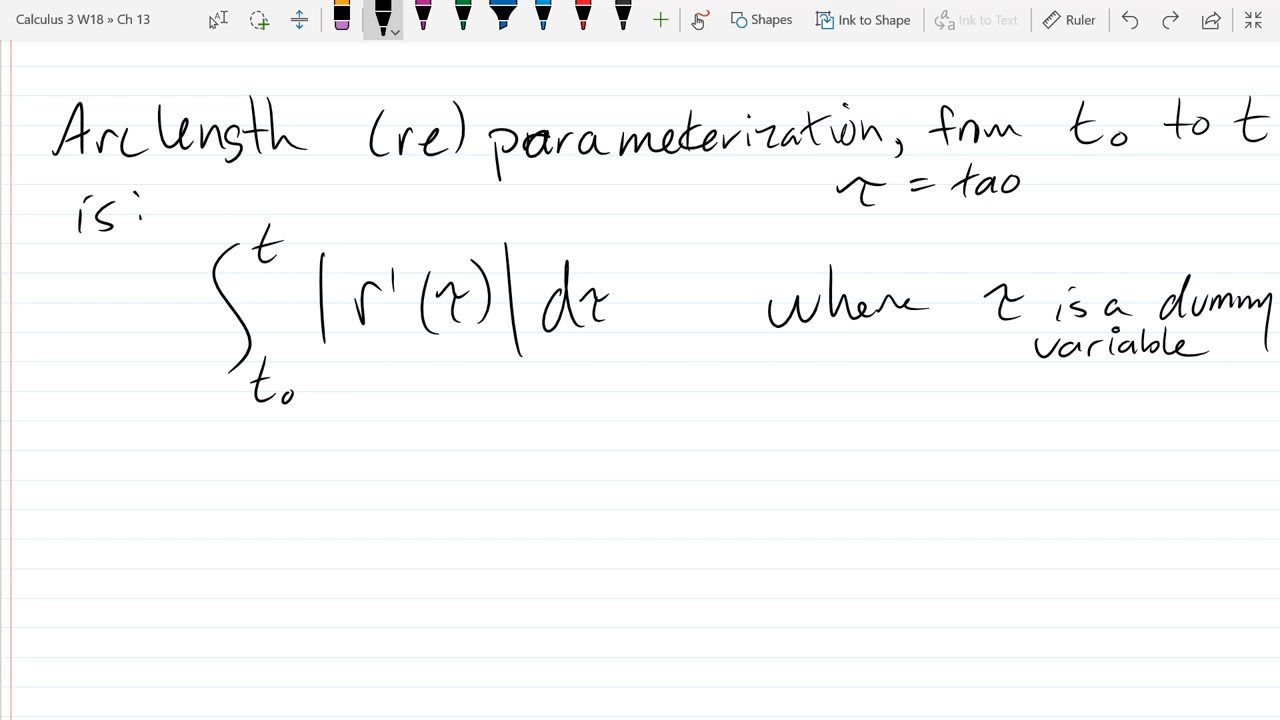 Calculus 3 W18 » Ch 13
Shapes
Ink to Shape
Ink to Text
Ruler
Arc length (re) parameterization, from t₀ to t
τ = tao
is:
∫ₜ₀ᵗ |r'(τ)| dτ where τ is a dummy
variable